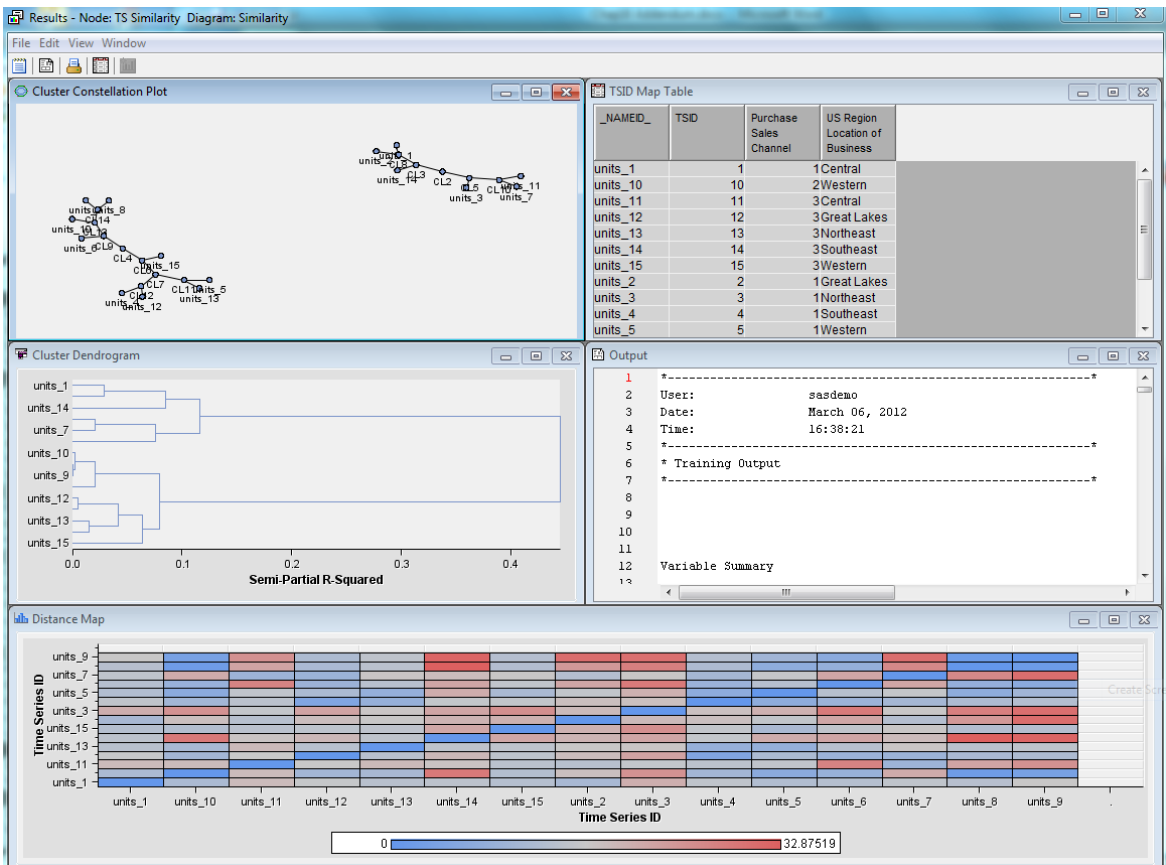 Results - Node: TS Similarity Diagram: Similarity
File Edit View Window
Cluster Constellation Plot
units_14
CL3
CL2
CL5
units_3
units_11
units_7
units_8
CL14
units_6
CL9
CL4
units_15
CL7
units_5
units_13
units_12
TSID Map Table
_NAMEID_ TSID Purchase Sales Channel US Region Location of Business
units_1 1 1 Central
units_10 10 2 Western
units_11 11 3 Central
units_12 12 3 Great Lakes
units_13 13 3 Northeast
units_14 14 3 Southeast
units_15 15 3 Western
units_2 2 1 Great Lakes
units_3 3 1 Northeast
units_4 4 1 Southeast
units_5 5 1 Western
Cluster Dendrogram
units_1
units_14
units_7
units_10
units_9
units_12
units_13
units_15
0.0 0.1 0.2 0.3 0.4
Semi-Partial R-Squared
Output
1 *------------------------------------------------------------*
2 User: sasdemo
3 Date: March 06, 2012
4 Time: 16:38:21
5 *------------------------------------------------------------*
6 * Training Output
7 *------------------------------------------------------------*
8
9
10
11
12 Variable Summary
13
Distance Map
Time Series ID
units_9
units_7
units_5
units_3
units_15
units_13
units_11
units_1
units_1 units_10 units_11 units_12 units_13 units_14 units_15 units_2 units_3 units_4 units_5 units_6 units_7 units_8 units_9 .
Time Series ID
0 32.87519